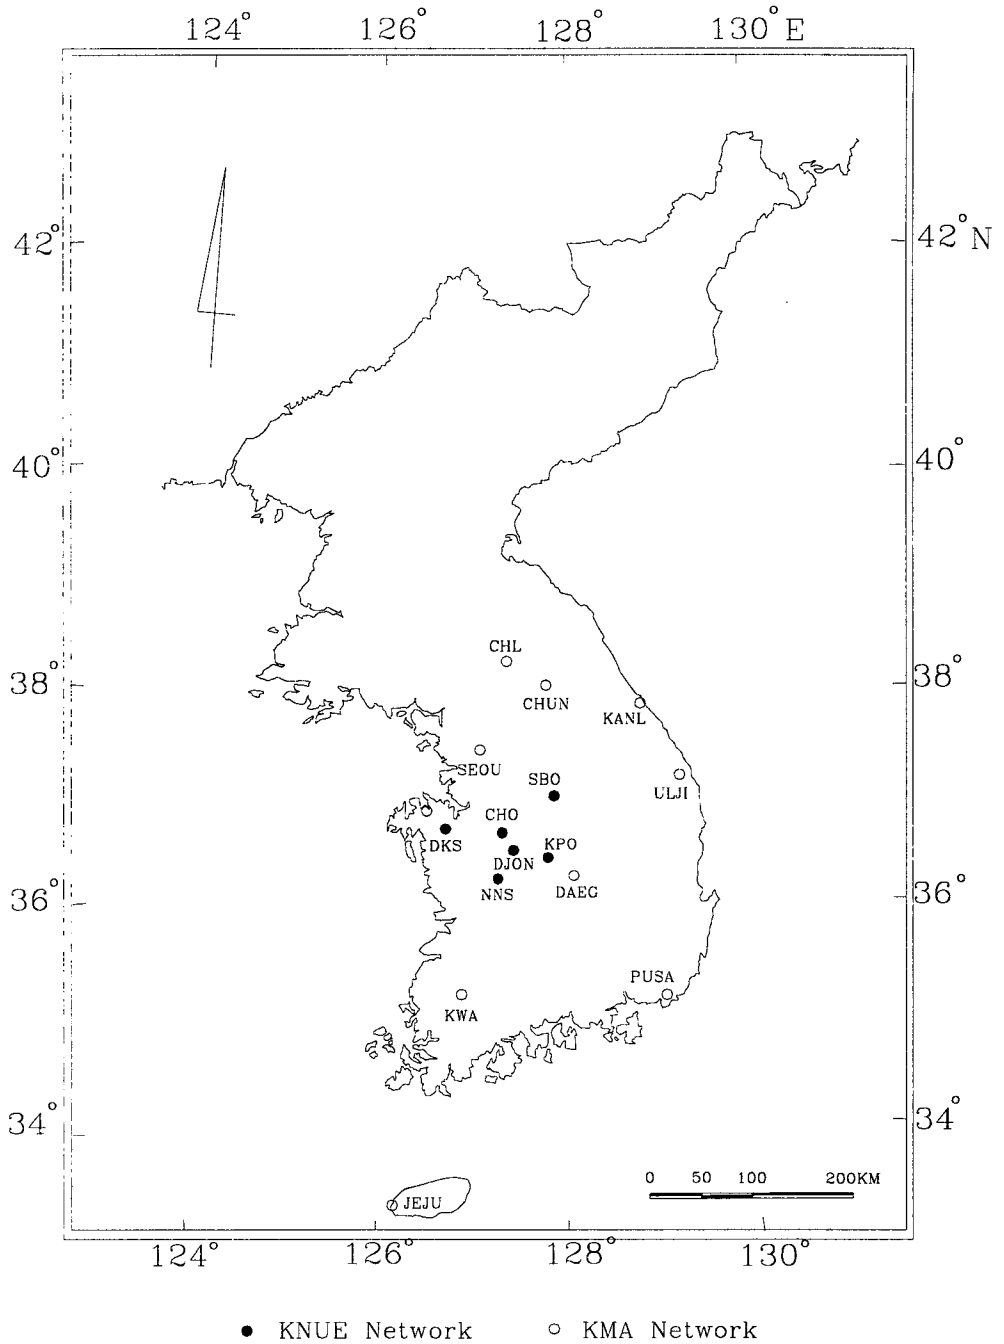 124° 126° 128° 130° E
42° 42° N
40° 40°
CHL
38° 38°
CHUN
KANL
SEOU
SBO
ULJI
CHO
DKS
KPO
DJON
NNS
DAEG
36° 36°
PUSA
KWA
34° 34°
0 50 100 200KM
JEJU
124° 126° 128° 130°
KNUE Network KMA Network